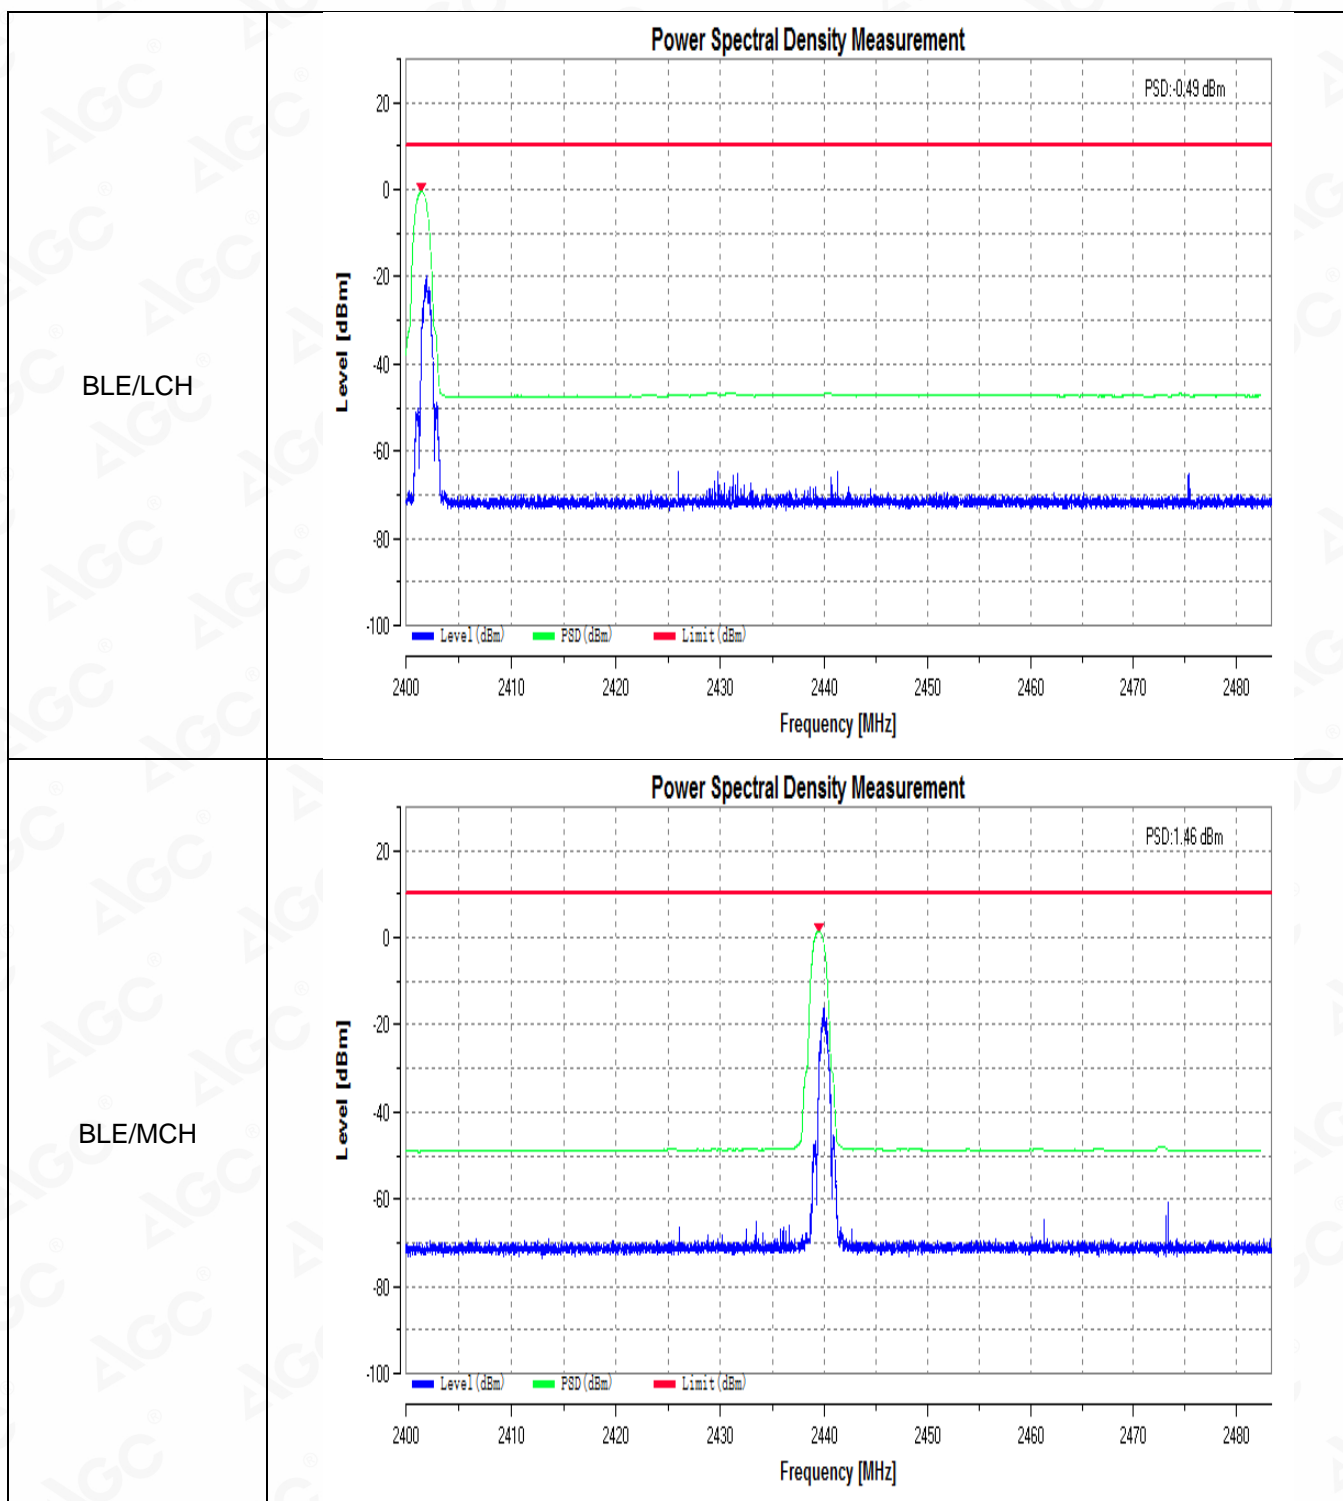 BLE/LCH
Power Spectral Density Measurement
PSD:-0.49 dBm
Level [dBm]
20
0
-20
-40
-60
-80
-100
Level(dBm) PSD(dBm) Limit(dBm)
2400 2410 2420 2430 2440 2450 2460 2470 2480
Frequency [MHz]
BLE/MCH
Power Spectral Density Measurement
PSD:1.46 dBm
Level [dBm]
20
0
-20
-40
-60
-80
-100
Level(dBm) PSD(dBm) Limit(dBm)
2400 2410 2420 2430 2440 2450 2460 2470 2480
Frequency [MHz]
AGC